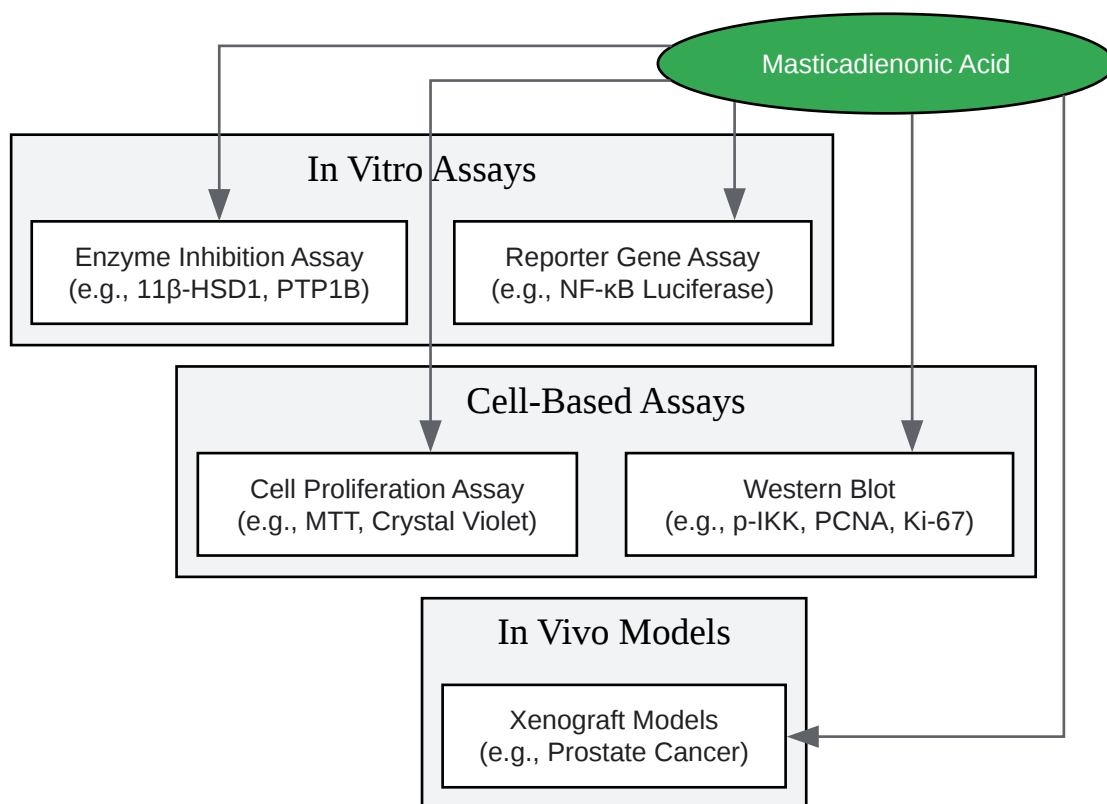 Masticadienonic Acid
In Vitro Assays
Enzyme Inhibition Assay
(e.g., 11β-HSD1, PTP1B)
Reporter Gene Assay
(e.g., NF-κB Luciferase)
Cell-Based Assays
Cell Proliferation Assay
(e.g., MTT, Crystal Violet)
Western Blot
(e.g., p-IKK, PCNA, Ki-67)
In Vivo Models
Xenograft Models
(e.g., Prostate Cancer)